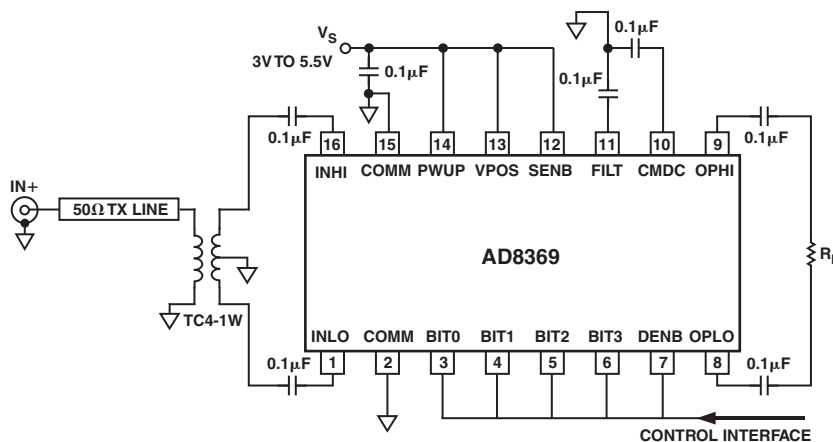 VS
3V TO 5.5V
0.1µF
0.1µF
0.1µF
0.1µF
0.1µF
16 15 14 13 12 11 10 9
INHI COMM PWUP VPOS SENB FILT CMDC OPHI
IN+
50Ω TX LINE
AD8369
TC4-1W
INLO COMM BIT0 BIT1 BIT2 BIT3 DENB OPLO
1 2 3 4 5 6 7 8
0.1µF
0.1µF
CONTROL INTERFACE